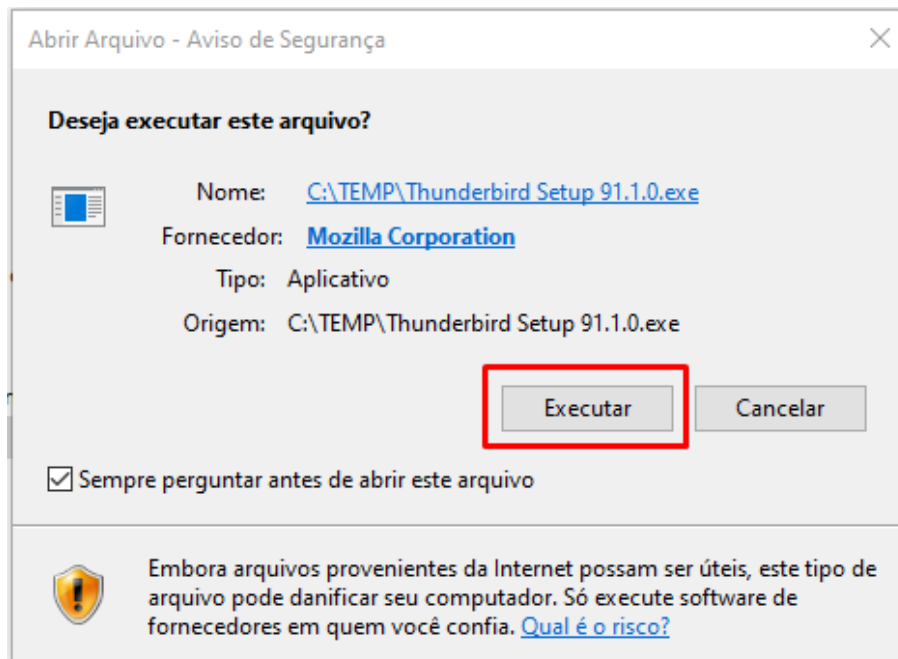 Abrir Arquivo - Aviso de Segurança
Deseja executar este arquivo?
Nome: C:\TEMP\Thunderbird Setup 91.1.0.exe
Fornecedor: Mozilla Corporation
Tipo: Aplicativo
Origem: C:\TEMP\Thunderbird Setup 91.1.0.exe
Executar Cancelar
Sempre perguntar antes de abrir este arquivo
Embora arquivos provenientes da Internet possam ser úteis, este tipo de
arquivo pode danificar seu computador. Só execute software de
fornecedores em quem você confia. Qual é o risco?